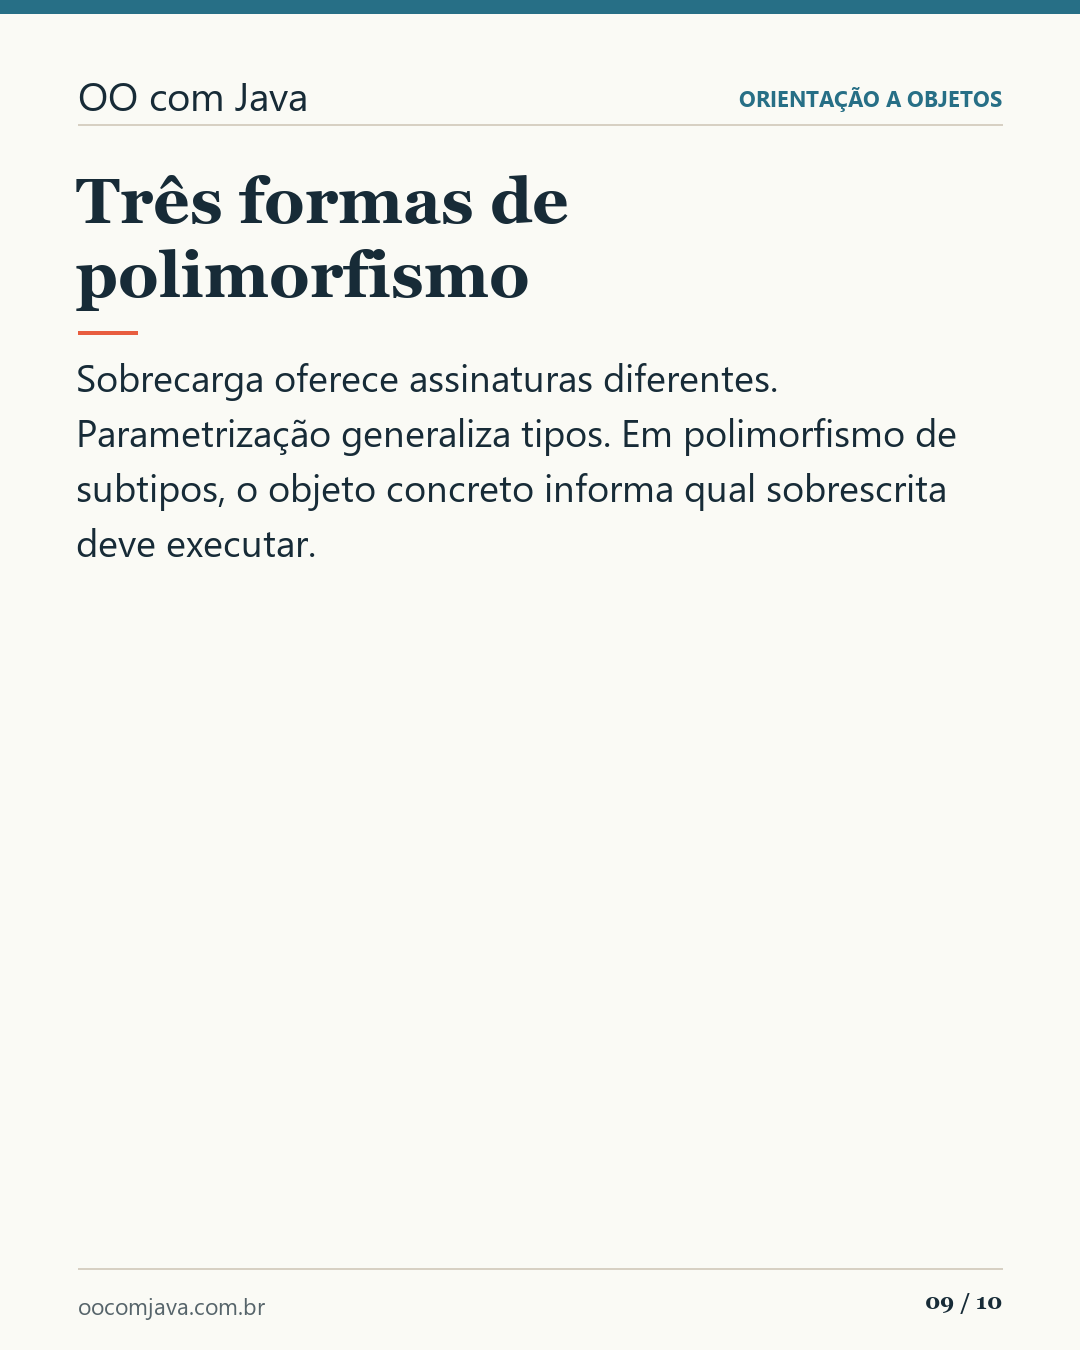 OO com Java
ORIENTAÇÃO A OBJETOS
Três formas de
polimorfismo
Sobrecarga oferece assinaturas diferentes.
Parametrização generaliza tipos. Em polimorfismo de
subtipos, o objeto concreto informa qual sobrescrita
deve executar.
oocomjava.com.br
09 / 10